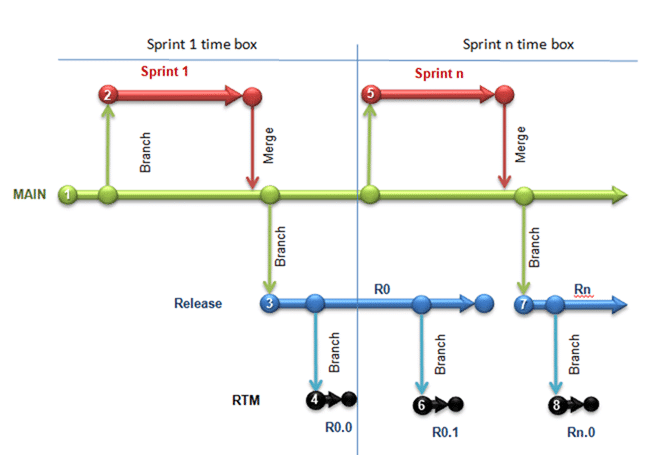 Sprint 1 time box
Sprint n time box
Sprint 1
Sprint n
2
5
Branch
Merge
Merge
MAIN
1
Branch
Branch
Release
3
R0
7
Rn
Branch
Branch
Branch
RTM
4
6
8
R0.0
R0.1
Rn.0